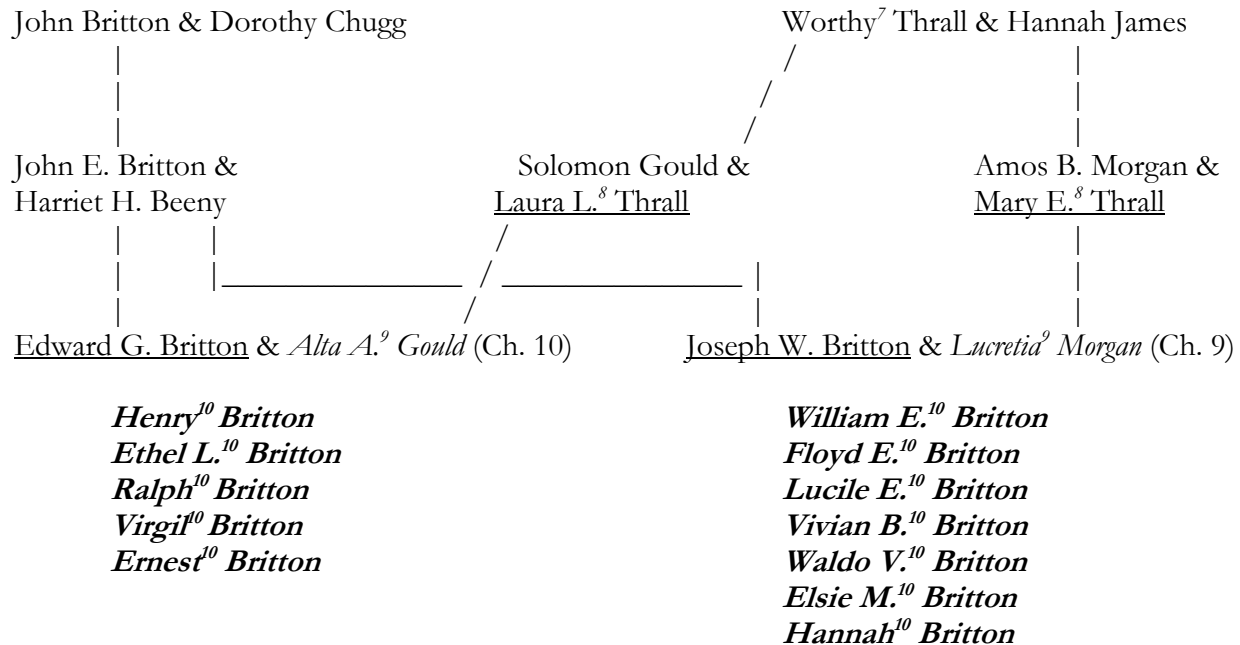 John Britton & Dorothy Chugg Worthy⁷ Thrall & Hannah James
John E. Britton & Solomon Gould & Amos B. Morgan &
Harriet H. Beeny Laura L.⁸ Thrall Mary E.⁸ Thrall
Edward G. Britton & Alta A.⁹ Gould (Ch. 10) Joseph W. Britton & Lucretia⁹ Morgan (Ch. 9)
Henry¹⁰ Britton William E.¹⁰ Britton
Ethel L.¹⁰ Britton Floyd E.¹⁰ Britton
Ralph¹⁰ Britton Lucile E.¹⁰ Britton
Virgil¹⁰ Britton Vivian B.¹⁰ Britton
Ernest¹⁰ Britton Waldo V.¹⁰ Britton
Elsie M.¹⁰ Britton
Hannah¹⁰ Britton